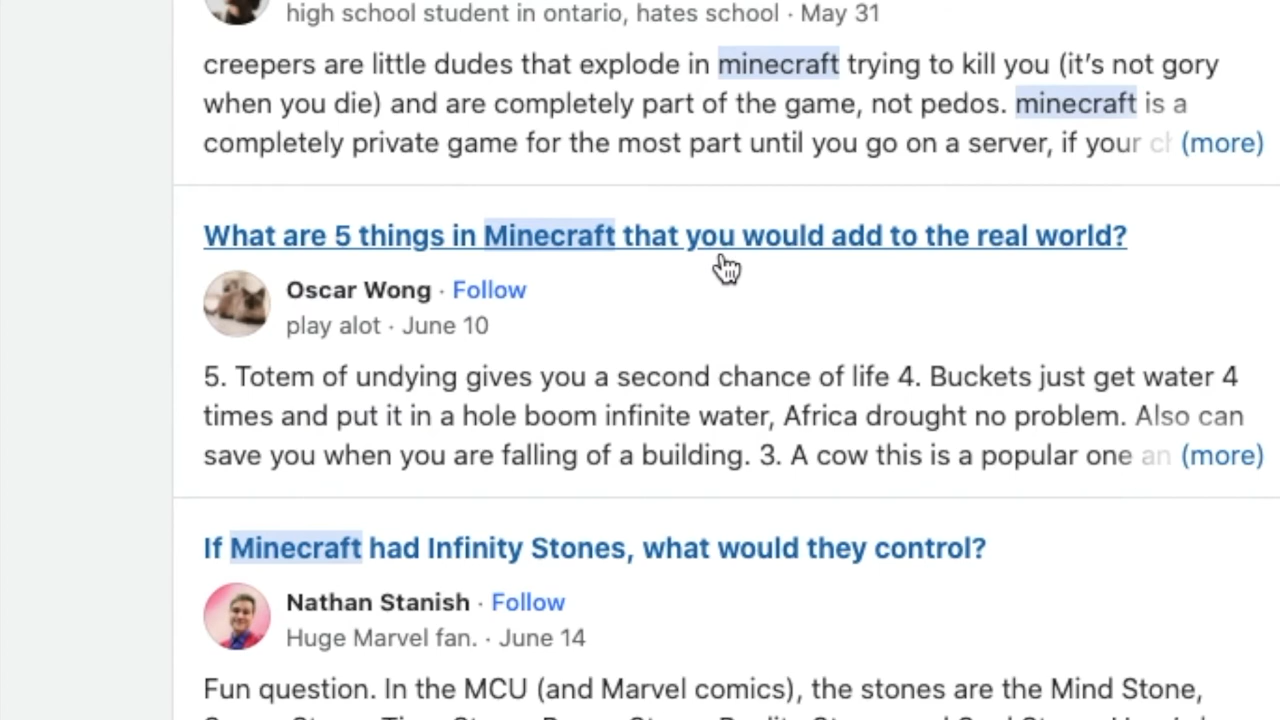 high school student in ontario, hates school · May 31
creepers are little dudes that explode in minecraft trying to kill you (it’s not gory
when you die) and are completely part of the game, not pedos. minecraft is a
completely private game for the most part until you go on a server, if your ch (more)
What are 5 things in Minecraft that you would add to the real world?
Oscar Wong · Follow
play alot · June 10
5. Totem of undying gives you a second chance of life 4. Buckets just get water 4
times and put it in a hole boom infinite water, Africa drought no problem. Also can
save you when you are falling of a building. 3. A cow this is a popular one an (more)
If Minecraft had Infinity Stones, what would they control?
Nathan Stanish · Follow
Huge Marvel fan. · June 14
Fun question. In the MCU (and Marvel comics), the stones are the Mind Stone,